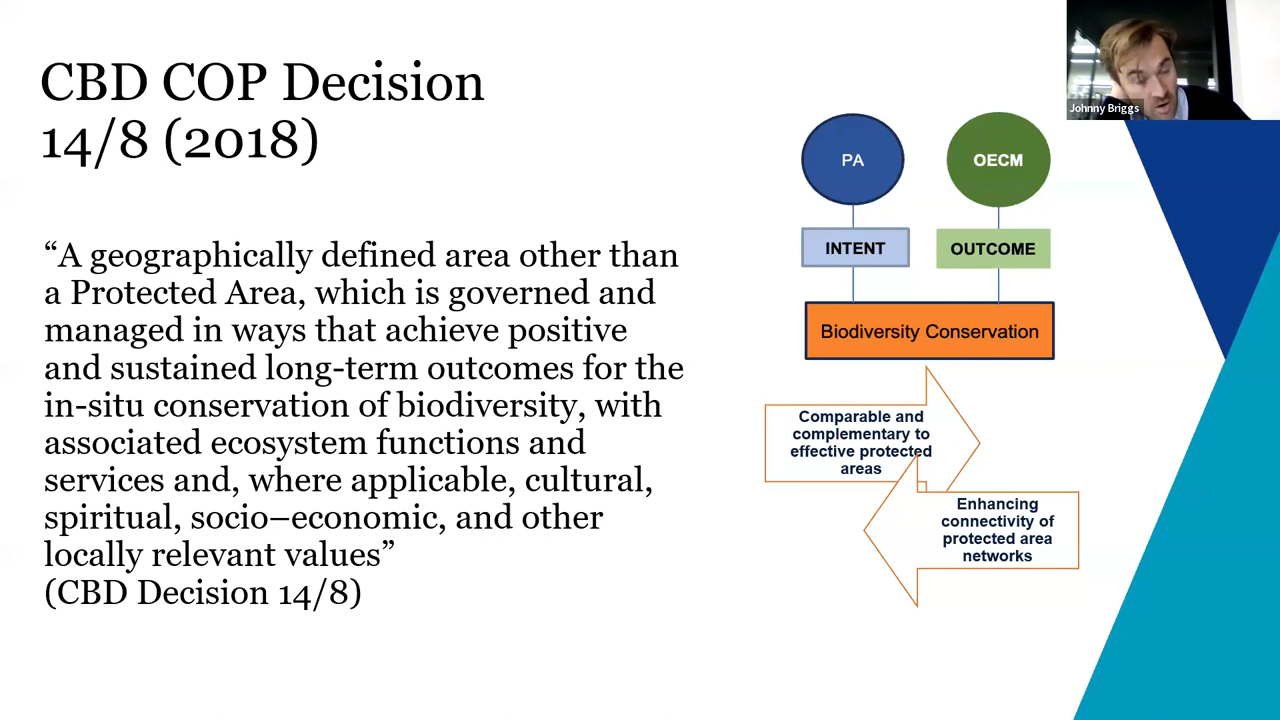 CBD COP Decision
14/8 (2018)
“A geographically defined area other than
a Protected Area, which is governed and
managed in ways that achieve positive
and sustained long-term outcomes for the
in-situ conservation of biodiversity, with
associated ecosystem functions and
services and, where applicable, cultural,
spiritual, socio–economic, and other
locally relevant values”
(CBD Decision 14/8)
Johnny Briggs
PA
OECM
INTENT
OUTCOME
Biodiversity Conservation
Comparable and
complementary to
effective protected
areas
Enhancing
connectivity of
protected area
networks